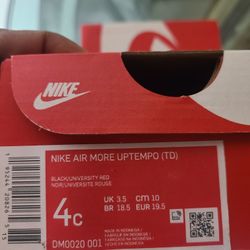 NIKE
NIKE AIR MORE UPTEMPO (TD)
BLACK/UNIVERSITY RED
NOIR/UNIVERSITE ROUGE
4C
UK 3.5 cm 10
BR 18.5 EUR 19.5
DM0020 001
MADE IN INDONESIA